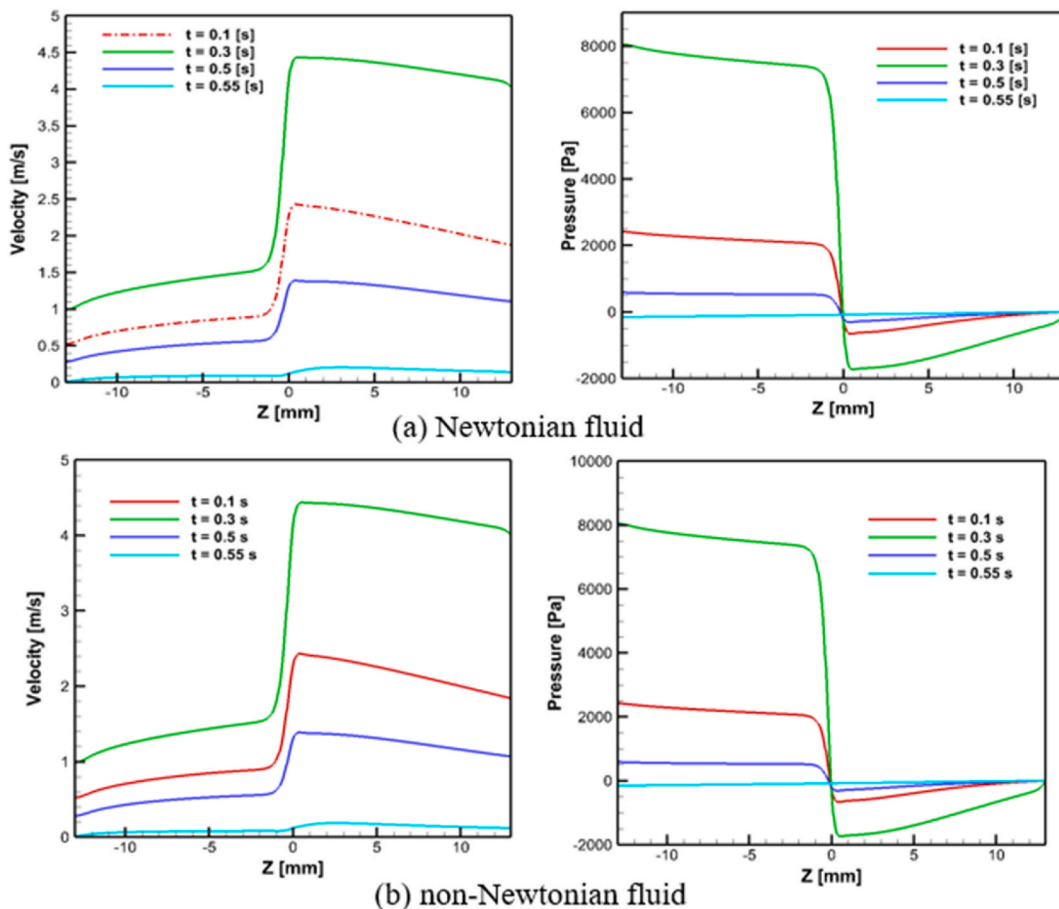 5
4.5
4
3.5
3
2.5
2
1.5
1
0.5
0
-10
-5
0
5
10
Velocity [m/s]
Z [mm]
t = 0.1 [s]
t = 0.3 [s]
t = 0.5 [s]
t = 0.55 [s]
8000
6000
4000
2000
0
-2000
-10
-5
0
5
10
Pressure [Pa]
Z [mm]
t = 0.1 [s]
t = 0.3 [s]
t = 0.5 [s]
t = 0.55 [s]
(a) Newtonian fluid
5
4
3
2
1
0
-10
-5
0
5
10
Velocity [m/s]
Z [mm]
t = 0.1 s
t = 0.3 s
t = 0.5 s
t = 0.55 s
10000
8000
6000
4000
2000
0
-2000
-10
-5
0
5
10
Pressure [Pa]
Z [mm]
t = 0.1 s
t = 0.3 s
t = 0.5 s
t = 0.55 s
(b) non-Newtonian fluid